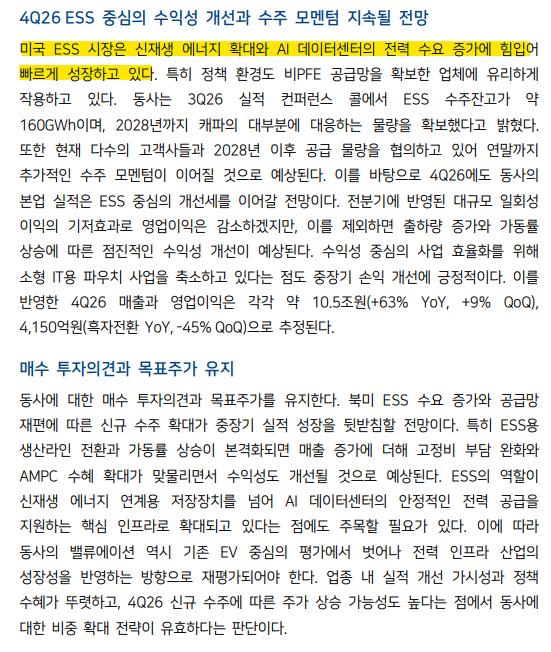 4Q26 ESS 중심의 수익성 개선과 수주 모멘텀 지속될 전망
미국 ESS 시장은 신재생 에너지 확대와 AI 데이터센터의 전력 수요 증가에 힘입어
빠르게 성장하고 있다. 특히 정책 환경도 비PFE 공급망을 확보한 업체에 유리하게
작용하고 있다. 동사는 3Q26 실적 컨퍼런스 콜에서 ESS 수주잔고가 약
160GWh이며, 2028년까지 캐파의 대부분에 대응하는 물량을 확보했다고 밝혔다.
또한 현재 다수의 고객사들과 2028년 이후 공급 물량을 협의하고 있어 연말까지
추가적인 수주 모멘텀이 이어질 것으로 예상된다. 이를 바탕으로 4Q26에도 동사의
본업 실적은 ESS 중심의 개선세를 이어갈 전망이다. 전분기에 반영된 대규모 일회성
이익의 기저효과로 영업이익은 감소하겠지만, 이를 제외하면 출하량 증가와 가동률
상승에 따른 점진적인 수익성 개선이 예상된다. 수익성 중심의 사업 효율화를 위해
소형 IT용 파우치 사업을 축소하고 있다는 점도 중장기 손익 개선에 긍정적이다. 이를
반영한 4Q26 매출과 영업이익은 각각 약 10.5조원(+63% YoY, +9% QoQ),
4,150억원(흑자전환 YoY, -45% QoQ)으로 추정된다.
매수 투자의견과 목표주가 유지
동사에 대한 매수 투자의견과 목표주가를 유지한다. 북미 ESS 수요 증가와 공급망
재편에 따른 신규 수주 확대가 중장기 실적 성장을 뒷받침할 전망이다. 특히 ESS용
생산라인 전환과 가동률 상승이 본격화되면 매출 증가에 더해 고정비 부담 완화와
AMPC 수혜 확대가 맞물리면서 수익성도 개선될 것으로 예상된다. ESS의 역할이
신재생 에너지 연계용 저장장치를 넘어 AI 데이터센터의 안정적인 전력 공급을
지원하는 핵심 인프라로 확대되고 있다는 점에도 주목할 필요가 있다. 이에 따라
동사의 밸류에이션 역시 기존 EV 중심의 평가에서 벗어나 전력 인프라 산업의
성장성을 반영하는 방향으로 재평가되어야 한다. 업종 내 실적 개선 가시성과 정책
수혜가 뚜렷하고, 4Q26 신규 수주에 따른 주가 상승 가능성도 높다는 점에서 동사에
대한 비중 확대 전략이 유효하다는 판단이다.